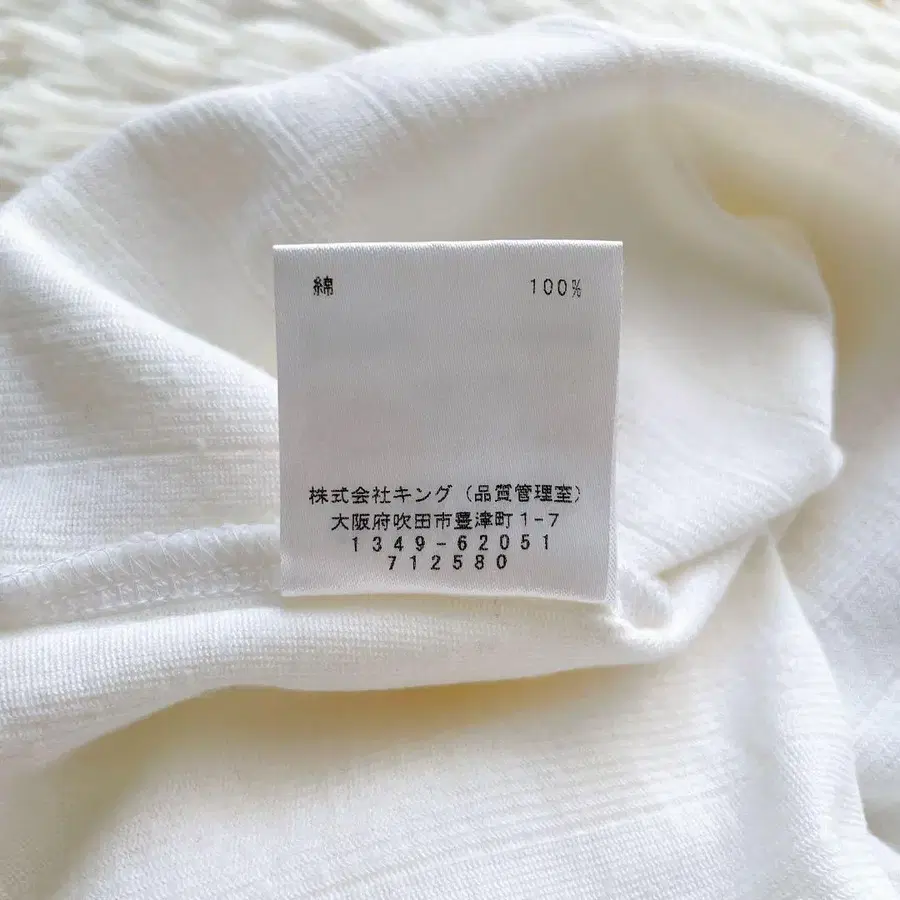 綿 100%
株式会社キング（品質管理室）
大阪府吹田市豊津町1-7
1349-62051
712580